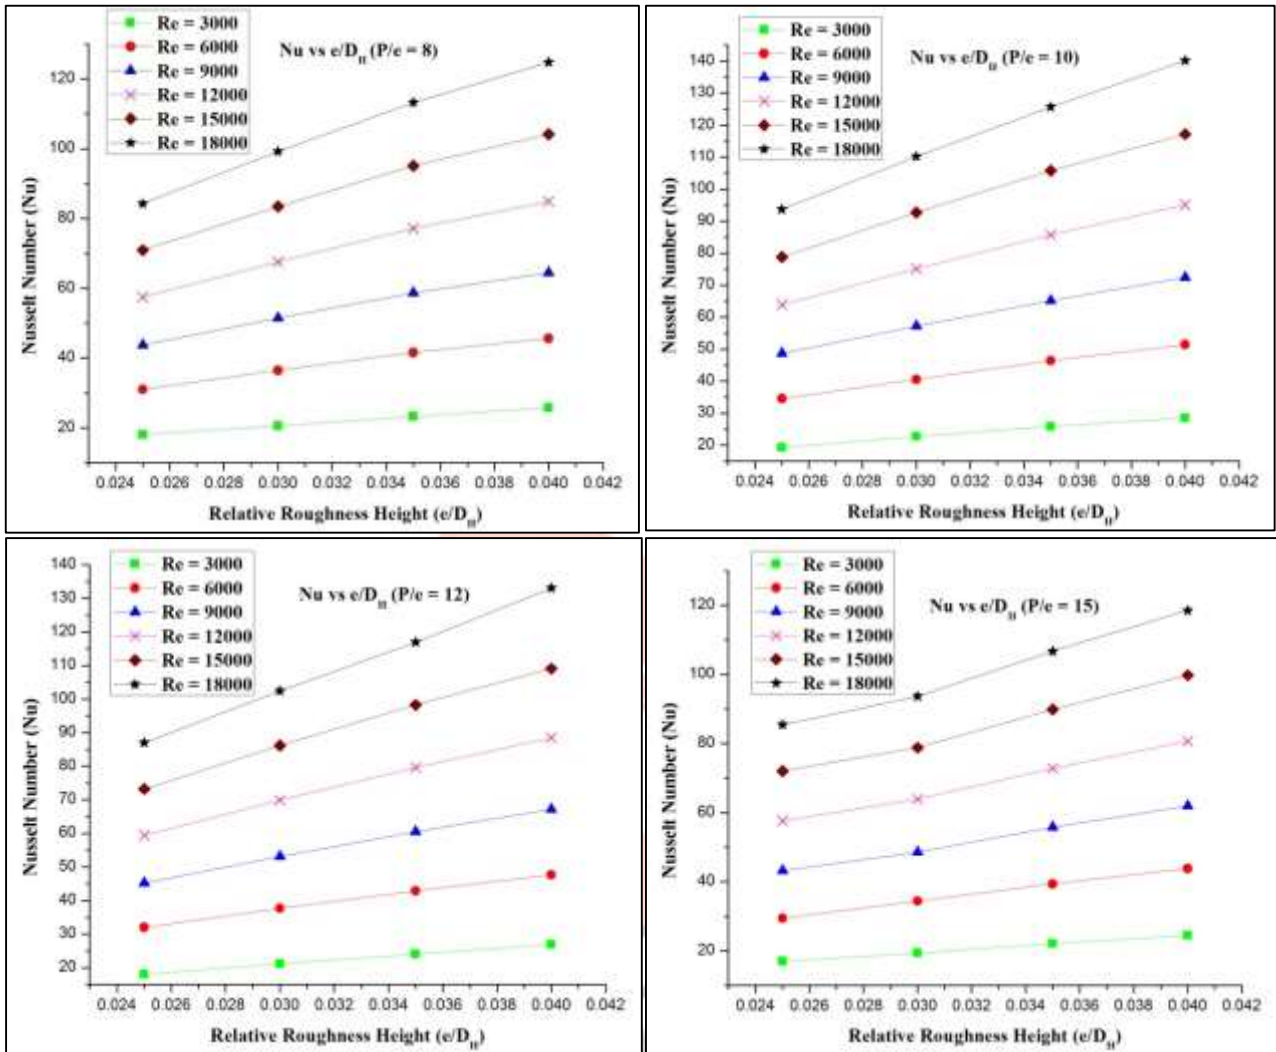 Re = 3000
Re = 6000
Re = 9000
Re = 12000
Re = 15000
Re = 18000
Nu vs e/D_H (P/e = 8)
120
100
80
60
40
20
Nusselt Number (Nu)
0.024 0.026 0.028 0.030 0.032 0.034 0.036 0.038 0.040 0.042
Relative Roughness Height (e/D_H)
Re = 3000
Re = 6000
Re = 9000
Re = 12000
Re = 15000
Re = 18000
Nu vs e/D_H (P/e = 10)
140
130
120
110
100
90
80
70
60
50
40
30
20
Nusselt Number (Nu)
0.024 0.026 0.028 0.030 0.032 0.034 0.036 0.038 0.040 0.042
Relative Roughness Height (e/D_H)
Re = 3000
Re = 6000
Re = 9000
Re = 12000
Re = 15000
Re = 18000
Nu vs e/D_H (P/e = 12)
140
130
120
110
100
90
80
70
60
50
40
30
20
Nusselt Number (Nu)
0.024 0.026 0.028 0.030 0.032 0.034 0.036 0.038 0.040 0.042
Relative Roughness Height (e/D_H)
Re = 3000
Re = 6000
Re = 9000
Re = 12000
Re = 15000
Re = 18000
Nu vs e/D_H (P/e = 15)
120
100
80
60
40
20
Nusselt Number (Nu)
0.024 0.026 0.028 0.030 0.032 0.034 0.036 0.038 0.040 0.042
Relative Roughness Height (e/D_H)